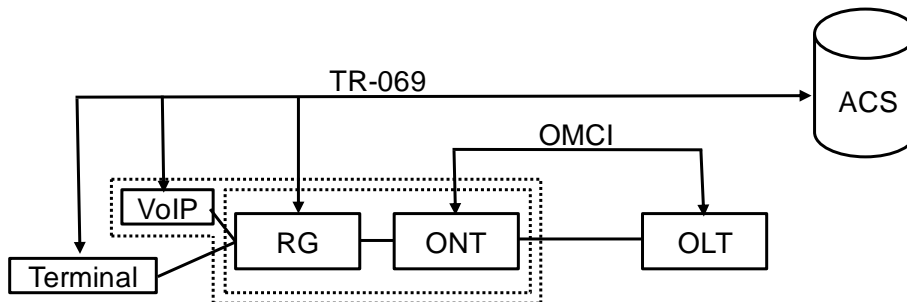 TR-069
ACS
OMCI
VoIP
RG
ONT
OLT
Terminal